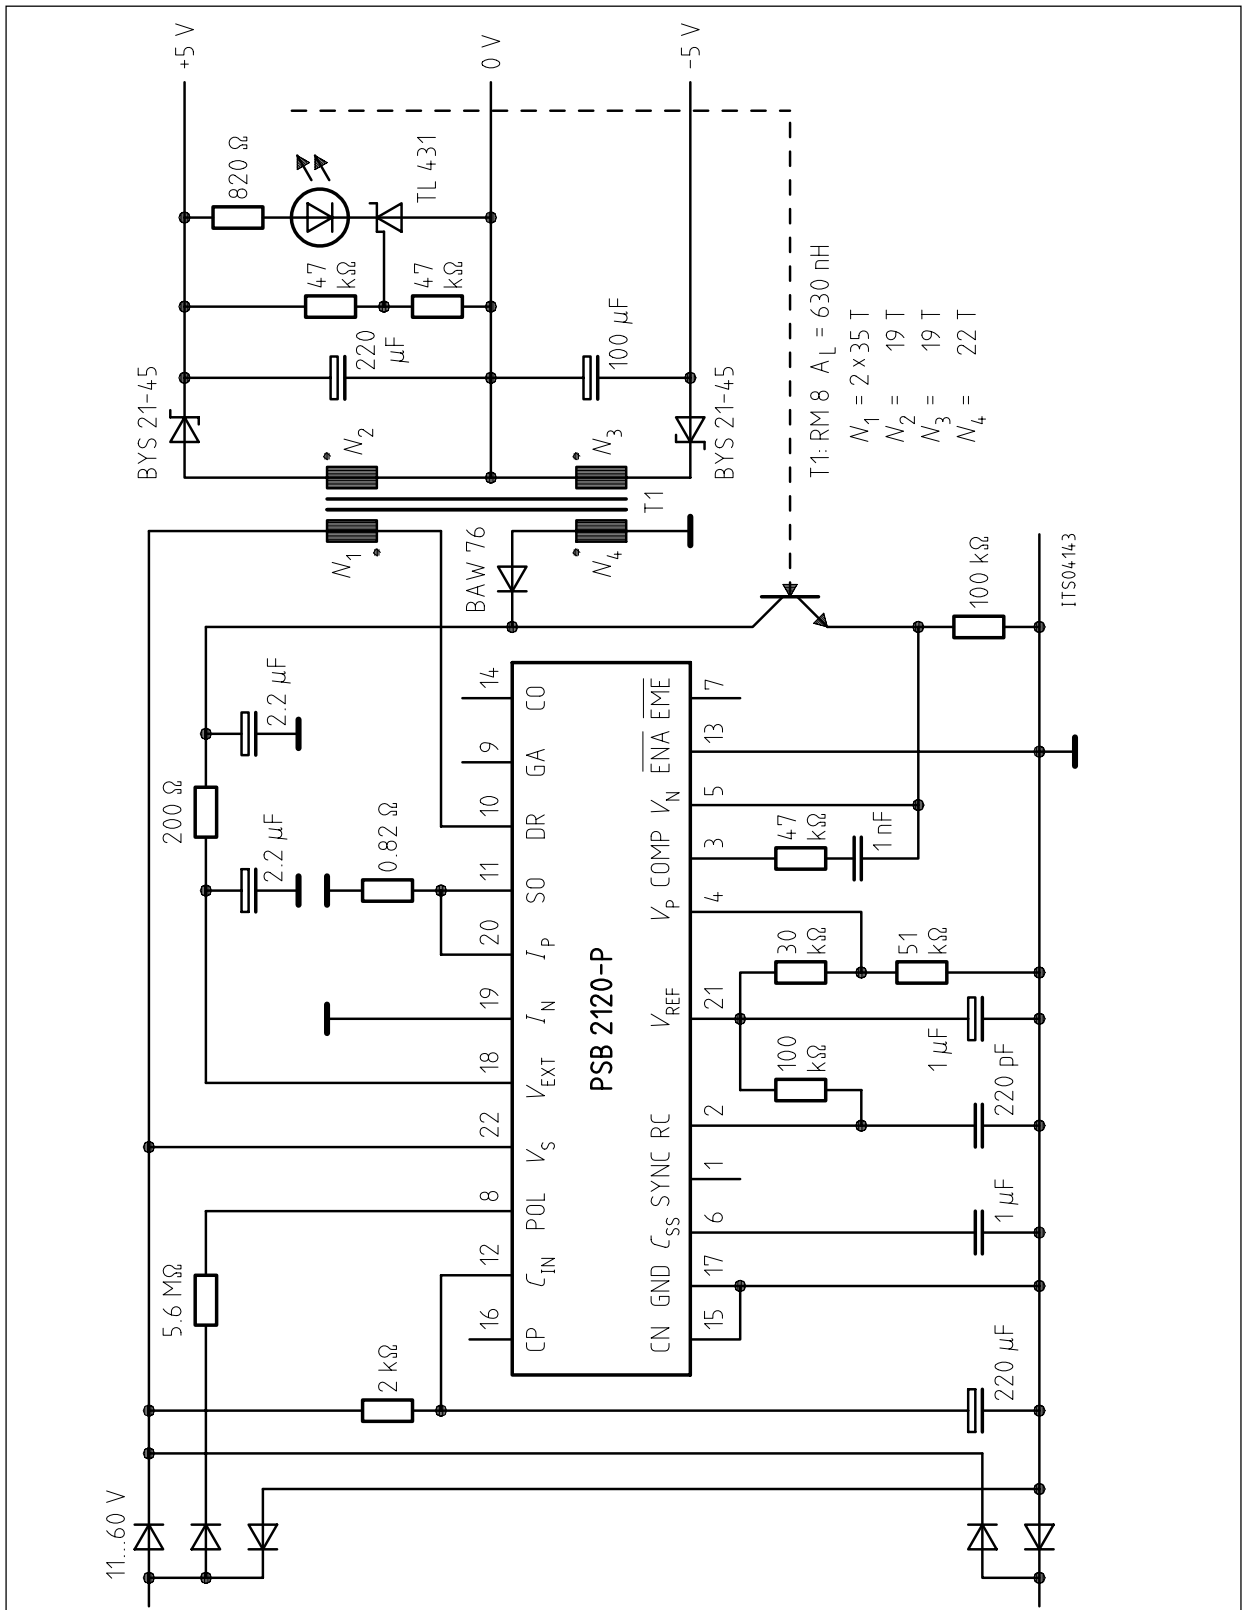 +5 V
0 V
–5 V
820 Ω
TL 431
47
kΩ
47
kΩ
220
µF
100 µF
BYS 21-45
BYS 21-45
N2
N3
N1
N4
T1
BAW 76
T1: RM 8 AL = 630 nH
N1 = 2 x 35 T
N2 = 19 T
N3 = 19 T
N4 = 22 T
100 kΩ
ITS04143
2.2 µF
200 Ω
2.2 µF
0.82 Ω
14
9
10
11
20
19
18
22
8
12
16
CO
GA
DR
SO
IP
IN
VEXT
VS
POL
CIN
CP
PSB 2120-P
EME
ENA
VN
COMP
VP
VREF
RC
SYNC
CSS
GND
CN
7
13
5
3
4
21
2
1
6
17
15
47
kΩ
1 nF
30
kΩ
51
kΩ
100
kΩ
1 µF
220 pF
1 µF
220 µF
5.6 MΩ
2 kΩ
11...60 V